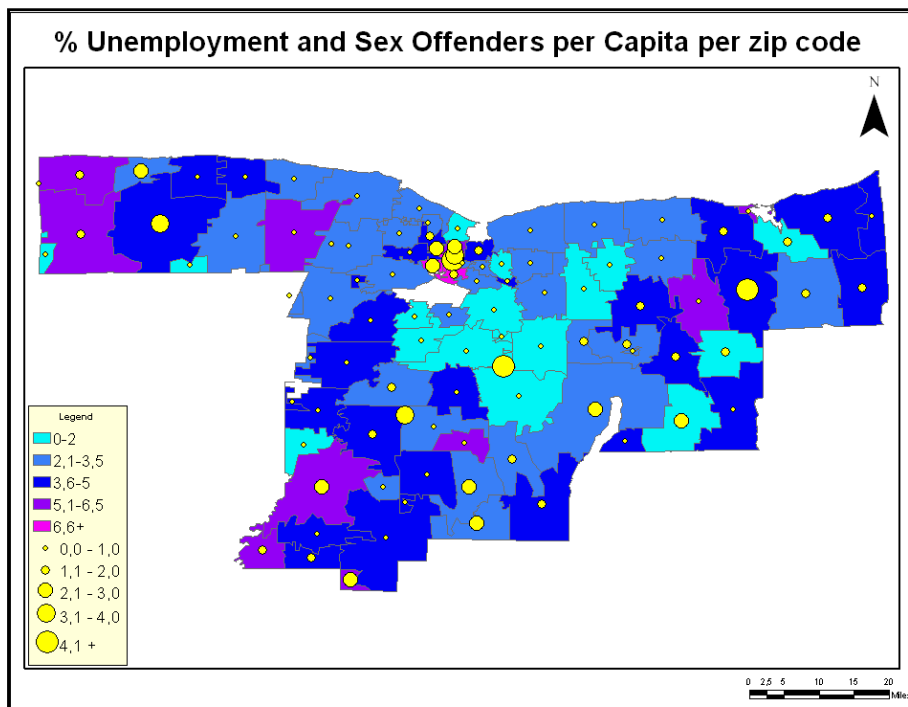 % Unemployment and Sex Offenders per Capita per zip code
N
Legend
0-2
2,1-3,5
3,6-5
5,1-6,5
6,6+
0,0 - 1,0
1,1 - 2,0
2,1 - 3,0
3,1 - 4,0
4,1 +
0 2,5 5 10 15 20
Miles